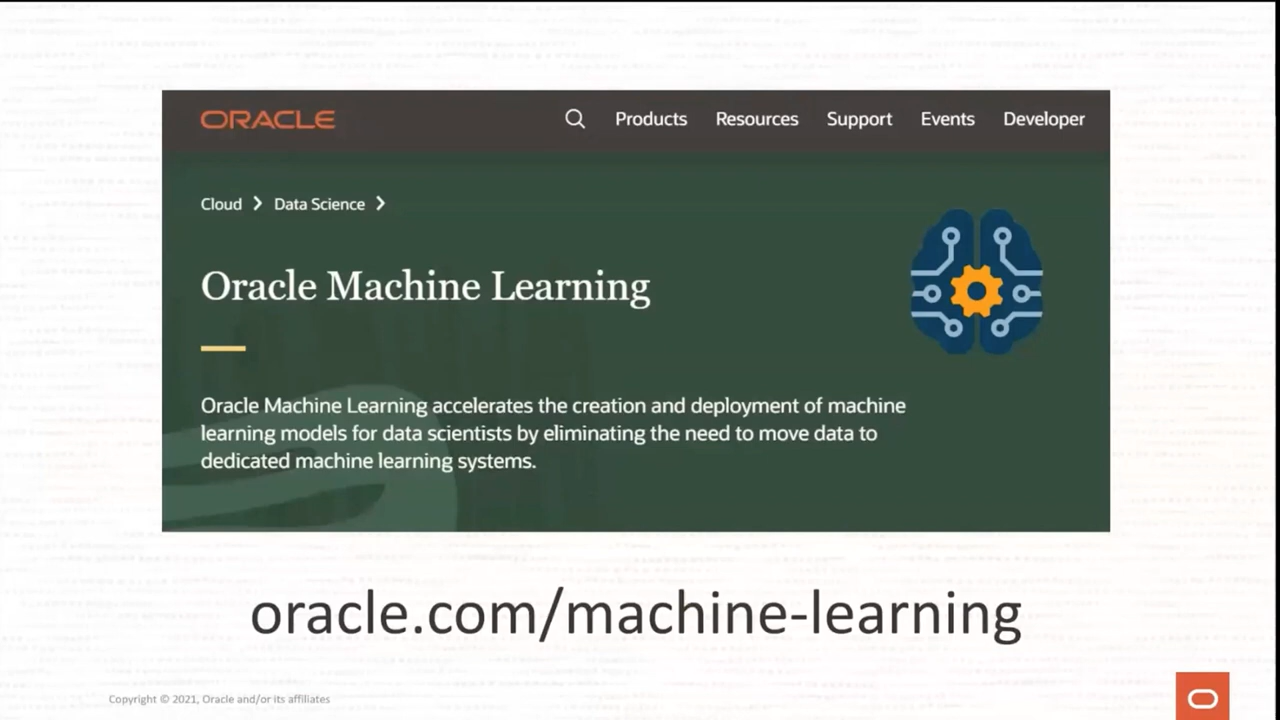 ORACLE
Products Resources Support Events Developer
Cloud > Data Science >
Oracle Machine Learning
Oracle Machine Learning accelerates the creation and deployment of machine
learning models for data scientists by eliminating the need to move data to
dedicated machine learning systems.
oracle.com/machine-learning
Copyright © 2021, Oracle and/or its affiliates